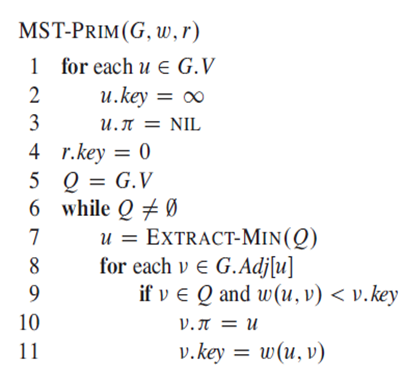 MST-PRIM(G, w, r)
1 for each u ∈ G.V
2 u.key = ∞
3 u.π = NIL
4 r.key = 0
5 Q = G.V
6 while Q ≠ ∅
7 u = EXTRACT-MIN(Q)
8 for each v ∈ G.Adj[u]
9 if v ∈ Q and w(u, v) < v.key
10 v.π = u
11 v.key = w(u, v)